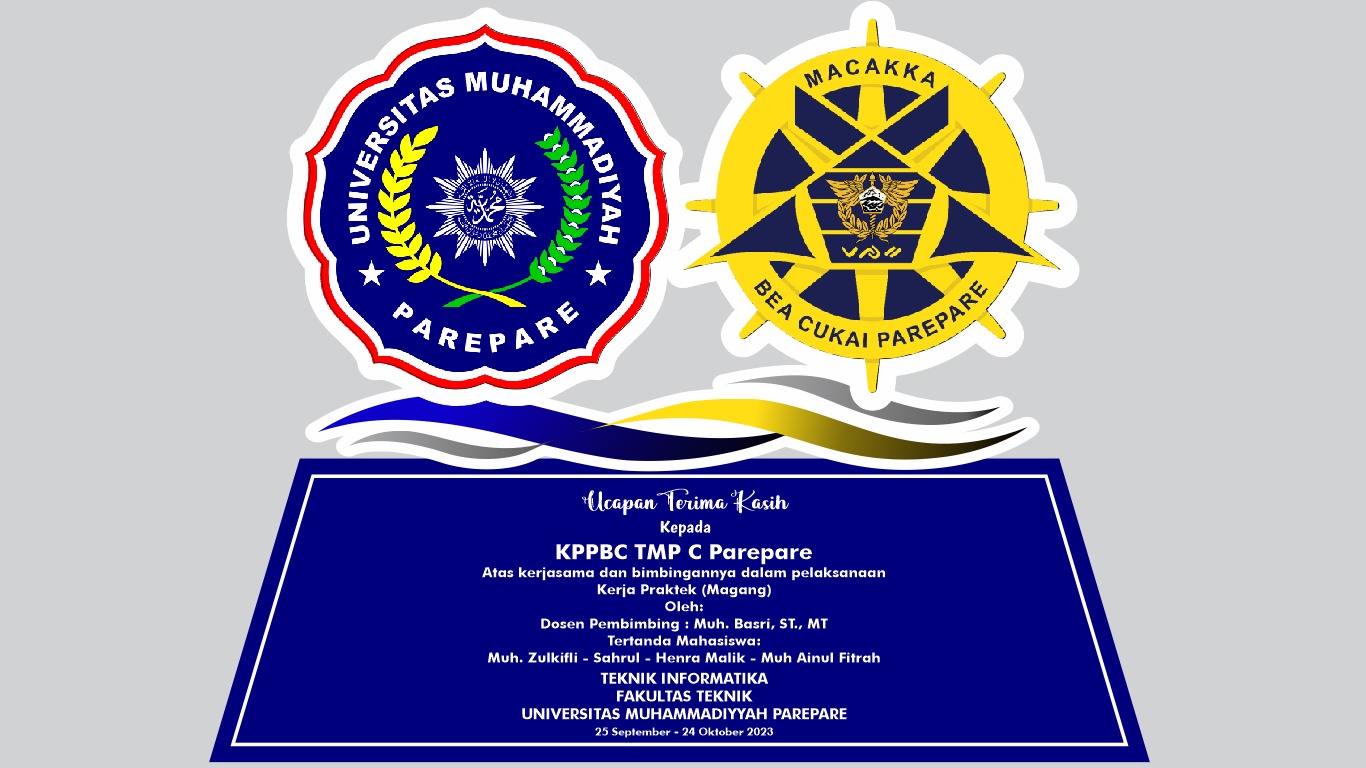 UNIVERSITAS MUHAMMADIYAH
PAREPARE
MACAKKA
BEA CUKAI PAREPARE
Ucapan Terima Kasih
Kepada
KPPBC TMP C Parepare
Atas kerjasama dan bimbingannya dalam pelaksanaan
Kerja Praktek (Magang)
Oleh:
Dosen Pembimbing : Muh. Basri, ST., MT
Tertanda Mahasiswa:
Muh. Zulkifli - Sahrul - Henra Malik - Muh Ainul Fitrah
TEKNIK INFORMATIKA
FAKULTAS TEKNIK
UNIVERSITAS MUHAMMADIYYAH PAREPARE
25 September - 24 Oktober 2023